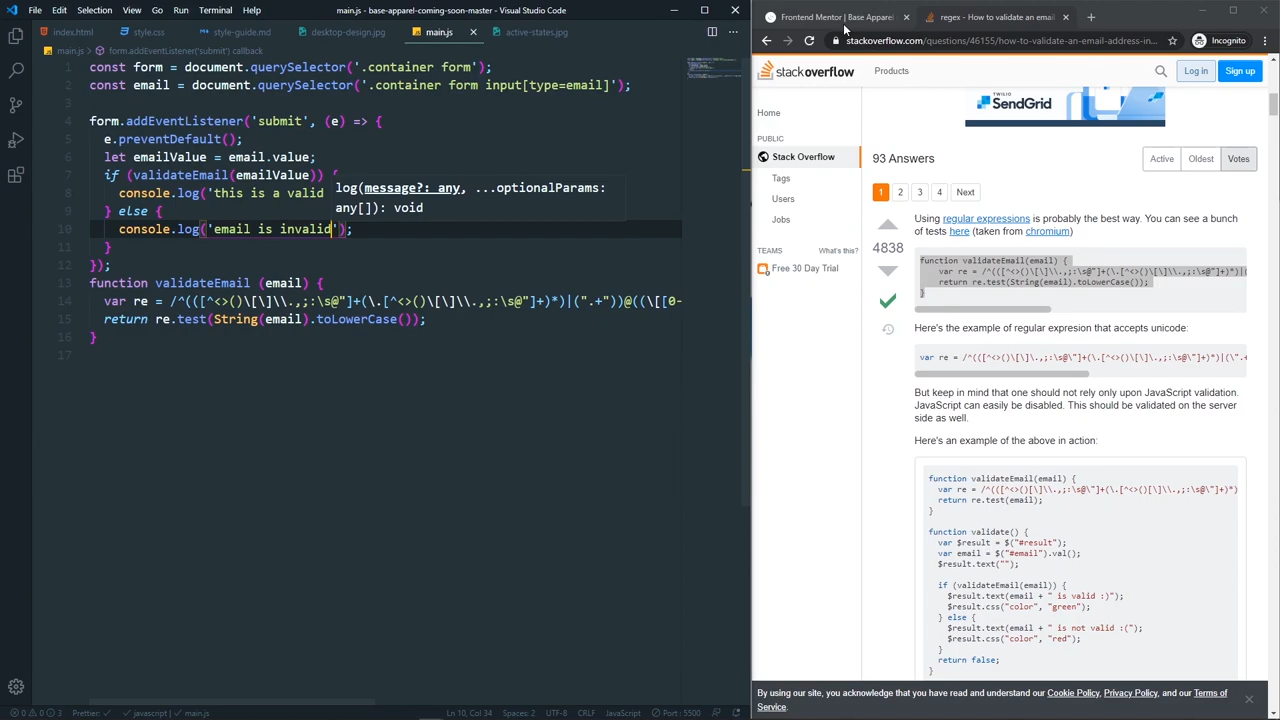 File Edit Selection View Go Run Terminal Help
main.js - base-apparel-coming-soon-master - Visual Studio Code
index.html
style.css
style-guide.md
desktop-design.jpg
main.js
active-states.jpg
main.js > form.addEventListener('submit') callback
1 const form = document.querySelector('.container form');
2 const email = document.querySelector('.container form input[type=email]');
3
4 form.addEventListener('submit', (e) => {
5 e.preventDefault();
6 let emailValue = email.value;
7 if (validateEmail(emailValue)) {
8 console.log('this is a valid
9 } else {
10 console.log('email is invalid');
11 }
12 });
13 function validateEmail (email) {
14 var re = /^(([^<>()\[\]\\.,;:\s@"]+(\.[^<>()\[\]\\.,;:\s@"]+)*)|(".+"))@((\[[0-
15 return re.test(String(email).toLowerCase());
16 }
17
log(message?: any, ...optionalParams:
any[]): void
0 0 3 Prettier: javascript main.js
Ln 10, Col 34 Spaces: 2 UTF-8 CRLF JavaScript Port : 5500
Frontend Mentor | Base Apparel
regex - How to validate an email
stackoverflow.com/questions/46155/how-to-validate-an-email-address-in...
Incognito
stackoverflow
Products
Log in
Sign up
Home
PUBLIC
Stack Overflow
Tags
Users
Jobs
TEAMS What's this?
Free 30 Day Trial
TWILIO
SendGrid
93 Answers
Active Oldest Votes
1 2 3 4 Next
4838
Using regular expressions is probably the best way. You can see a bunch
of tests here (taken from chromium)
function validateEmail(email) {
var re = /^(([^<>()\[\]\\.,;:\s@"]+(\.[^<>()\[\]\\.,;:\s@"]+)*)|(
return re.test(String(email).toLowerCase());
}
Here's the example of regular expresion that accepts unicode:
var re = /^(([^<>()\[\]\.,;:\s@\"]+(\.[^<>()\[\]\.,;:\s@\"]+)*)|(\".+
But keep in mind that one should not rely only upon JavaScript validation.
JavaScript can easily be disabled. This should be validated on the server
side as well.
Here's an example of the above in action:
function validateEmail(email) {
var re = /^(([^<>()[\]\\.,;:\s@\"]+(\.[^<>()[\]\\.,;:\s@\"]+)*)
return re.test(email);
}
function validate() {
var $result = $("#result");
var email = $("#email").val();
$result.text("");
if (validateEmail(email)) {
$result.text(email + " is valid :)");
$result.css("color", "green");
} else {
$result.text(email + " is not valid :(");
$result.css("color", "red");
}
return false;
}
By using our site, you acknowledge that you have read and understand our Cookie Policy, Privacy Policy, and our Terms of
Service.